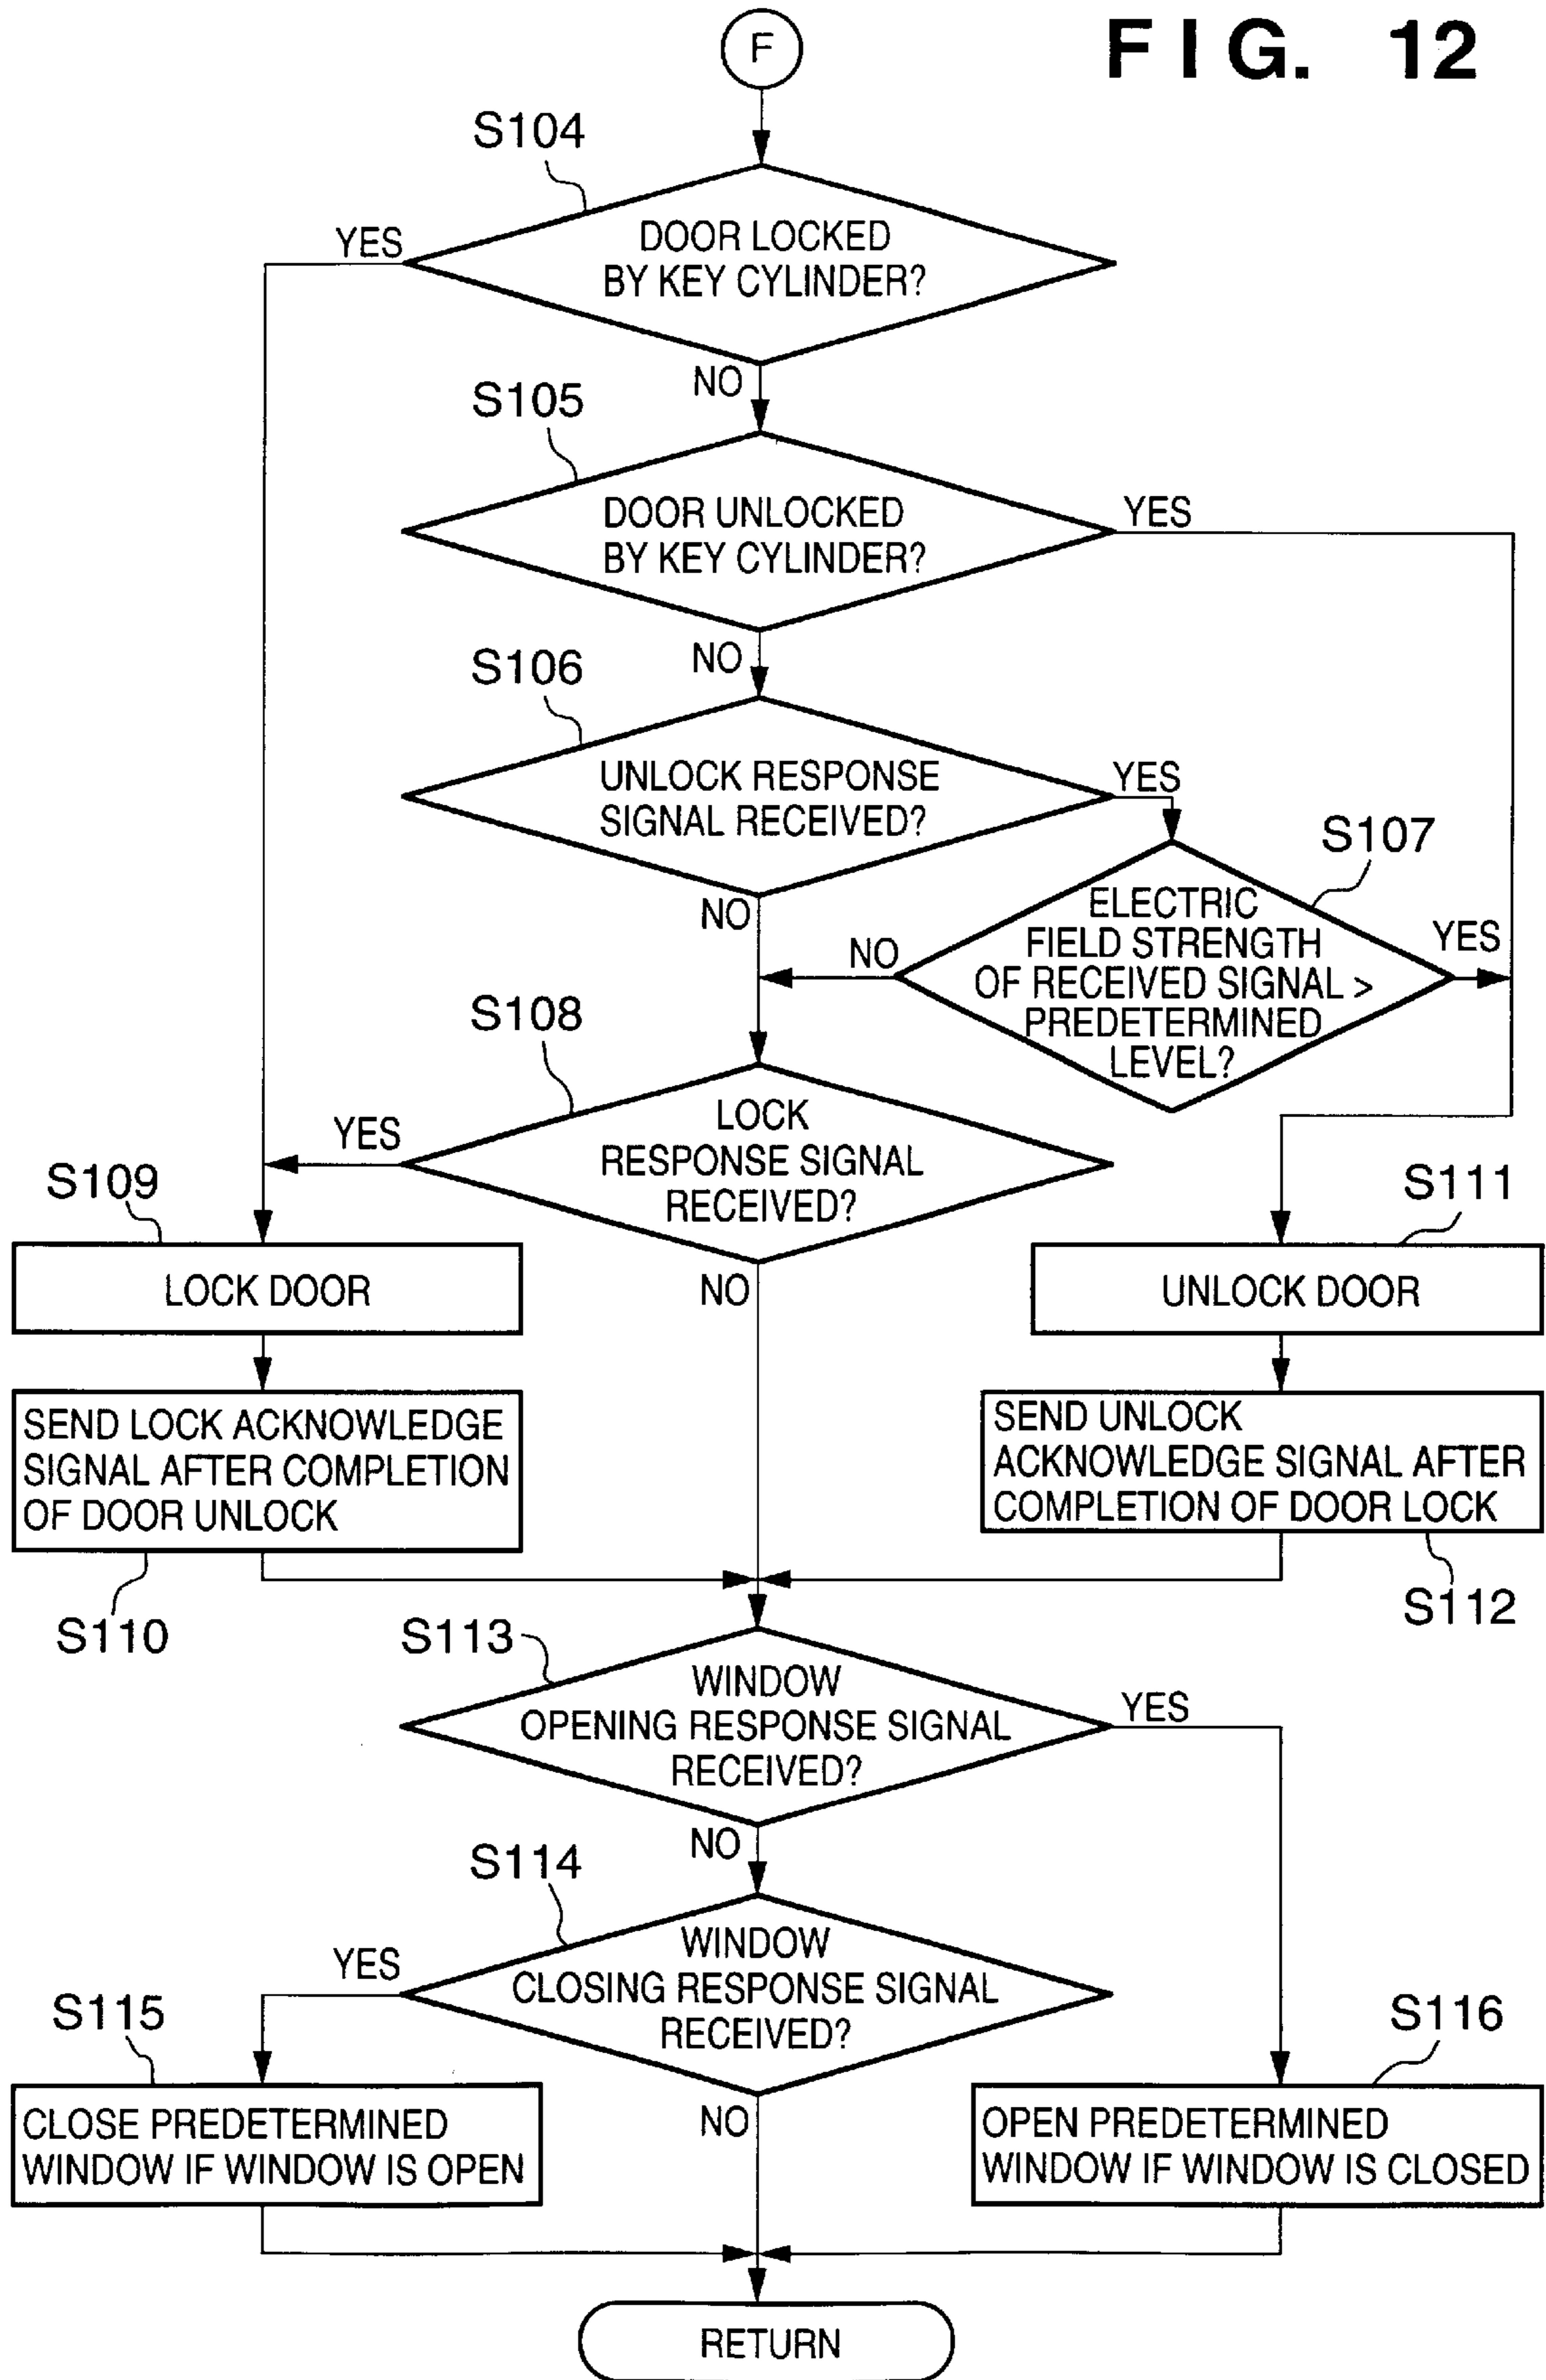 F
FIG. 12
S104
YES
DOOR LOCKED
BY KEY CYLINDER?
NO
S105
DOOR UNLOCKED
BY KEY CYLINDER?
YES
NO
S106
UNLOCK RESPONSE
SIGNAL RECEIVED?
YES
NO
S107
ELECTRIC
FIELD STRENGTH
OF RECEIVED SIGNAL >
PREDETERMINED
LEVEL?
NO
YES
S108
LOCK
RESPONSE SIGNAL
RECEIVED?
YES
NO
S109
LOCK DOOR
S111
UNLOCK DOOR
SEND LOCK ACKNOWLEDGE
SIGNAL AFTER COMPLETION
OF DOOR UNLOCK
S110
SEND UNLOCK
ACKNOWLEDGE SIGNAL AFTER
COMPLETION OF DOOR LOCK
S112
S113
WINDOW
OPENING RESPONSE SIGNAL
RECEIVED?
YES
NO
S114
WINDOW
CLOSING RESPONSE SIGNAL
RECEIVED?
YES
NO
S115
CLOSE PREDETERMINED
WINDOW IF WINDOW IS OPEN
S116
OPEN PREDETERMINED
WINDOW IF WINDOW IS CLOSED
RETURN